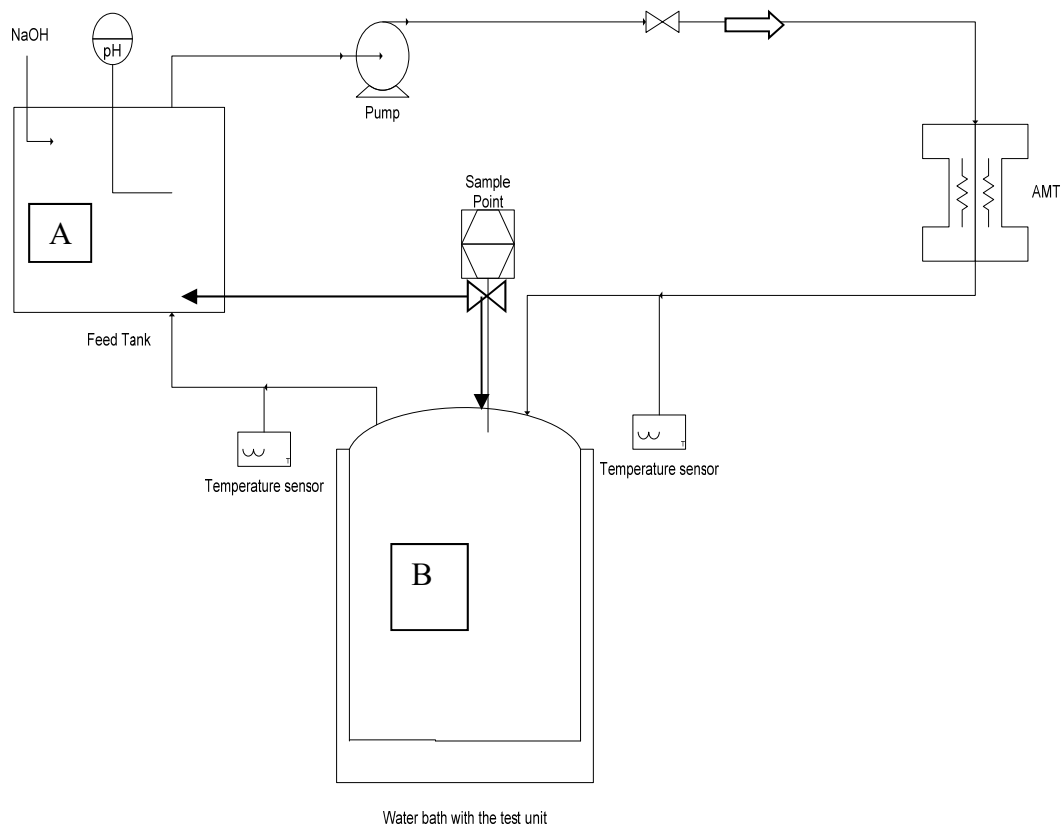 NaOH
pH
Pump
A
Sample
Point
AMT
Feed Tank
T
Temperature sensor
T
Temperature sensor
B
Water bath with the test unit